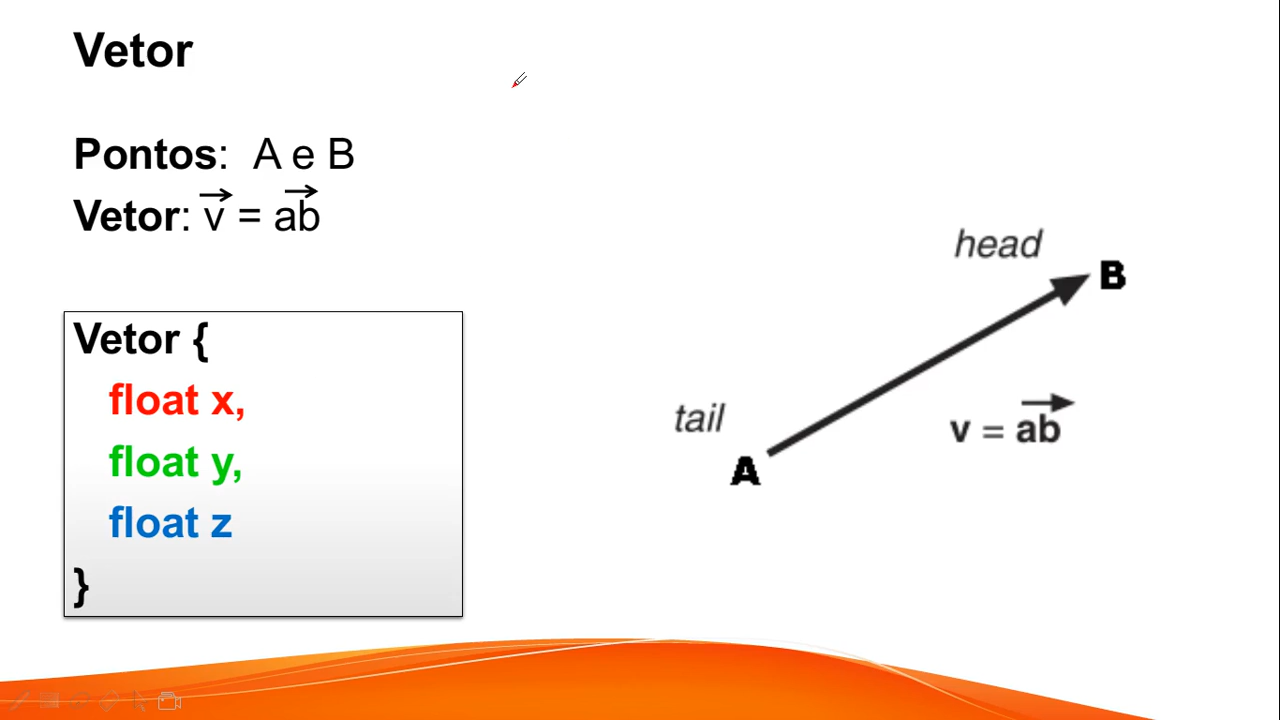 Vetor
Pontos: A e B
Vetor: v = ab
Vetor {
float x,
float y,
float z
}
head
B
tail
A
v = ab